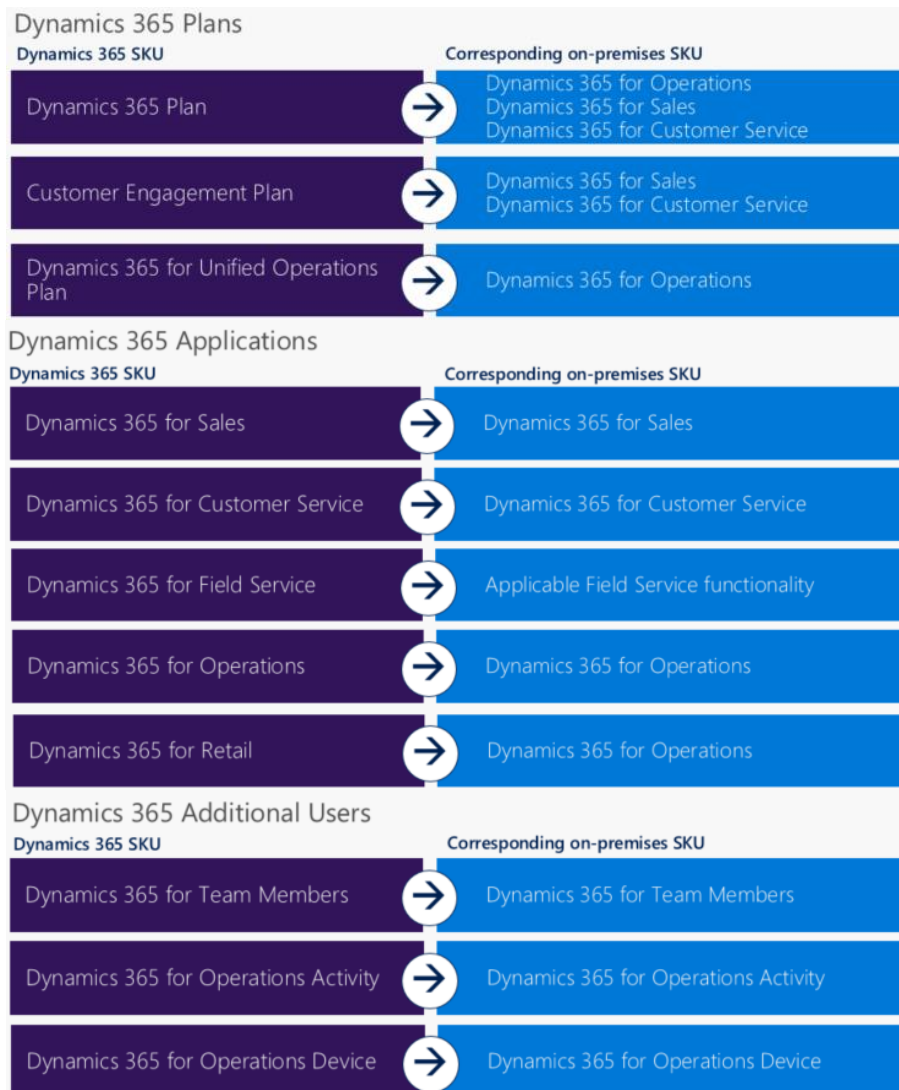 Dynamics 365 Plans
Dynamics 365 SKU
Corresponding on-premises SKU
Dynamics 365 Plan
Dynamics 365 for Operations
Dynamics 365 for Sales
Dynamics 365 for Customer Service
Customer Engagement Plan
Dynamics 365 for Sales
Dynamics 365 for Customer Service
Dynamics 365 for Unified Operations
Plan
Dynamics 365 for Operations
Dynamics 365 Applications
Dynamics 365 SKU
Corresponding on-premises SKU
Dynamics 365 for Sales
Dynamics 365 for Sales
Dynamics 365 for Customer Service
Dynamics 365 for Customer Service
Dynamics 365 for Field Service
Applicable Field Service functionality
Dynamics 365 for Operations
Dynamics 365 for Operations
Dynamics 365 for Retail
Dynamics 365 for Operations
Dynamics 365 Additional Users
Dynamics 365 SKU
Corresponding on-premises SKU
Dynamics 365 for Team Members
Dynamics 365 for Team Members
Dynamics 365 for Operations Activity
Dynamics 365 for Operations Activity
Dynamics 365 for Operations Device
Dynamics 365 for Operations Device